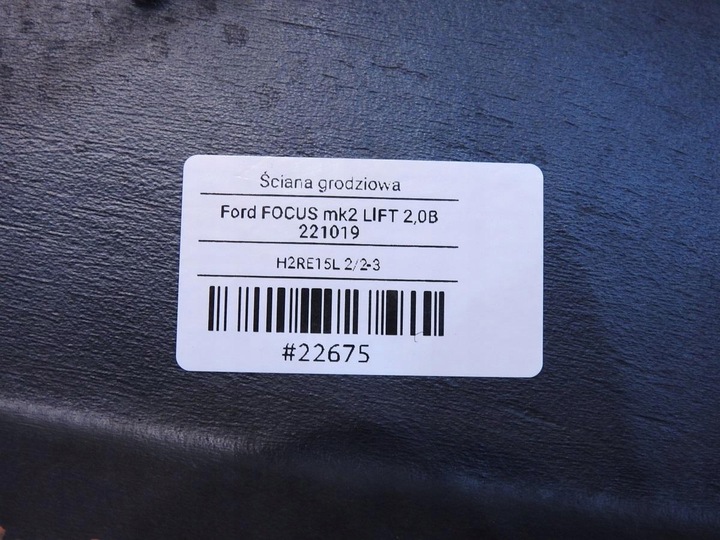 Ściana grodziowa
Ford FOCUS mk2 LIFT 2,0B
221019
H2RE15L 2/2-3
#22675